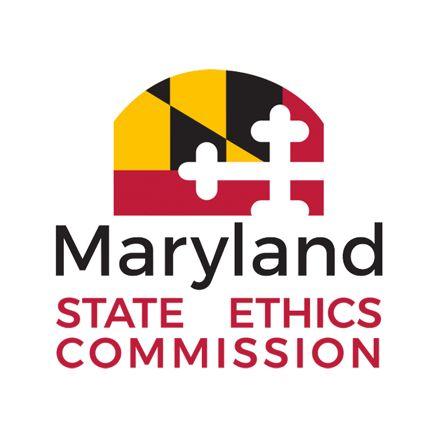 Maryland
STATE ETHICS
COMMISSION